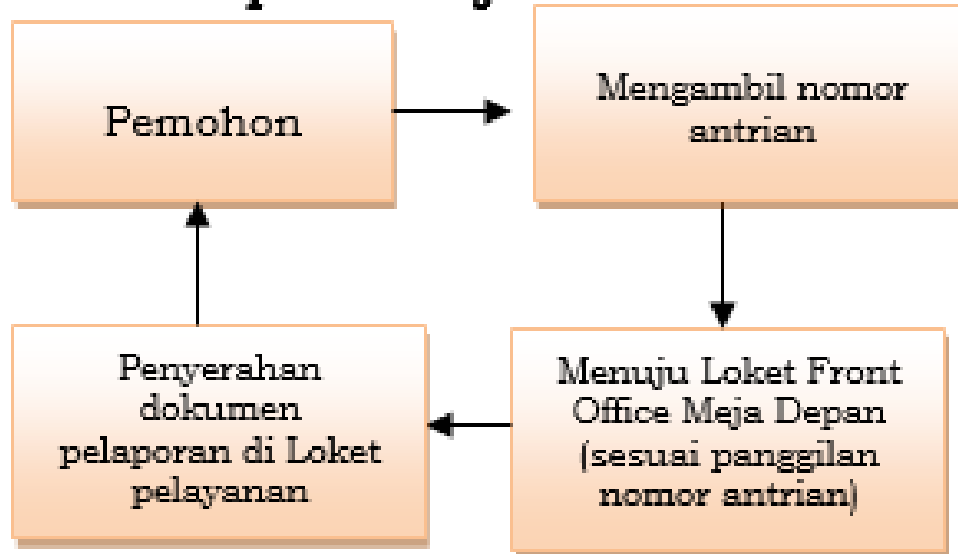 Pemohon
Mengambil nomor
antrian
Penyerahan
dokumen
pelaporan di Loket
pelayanan
Menuju Loket Front
Office Meja Depan
(sesuai panggilan
nomor antrian)